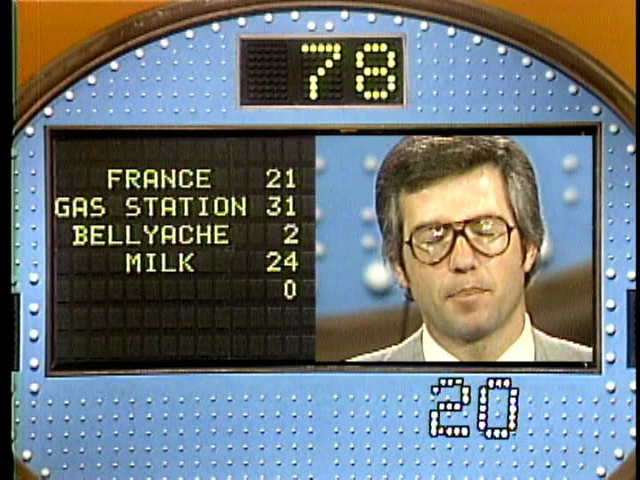 78
FRANCE 21
GAS STATION 31
BELLYACHE 2
MILK 24
0
20